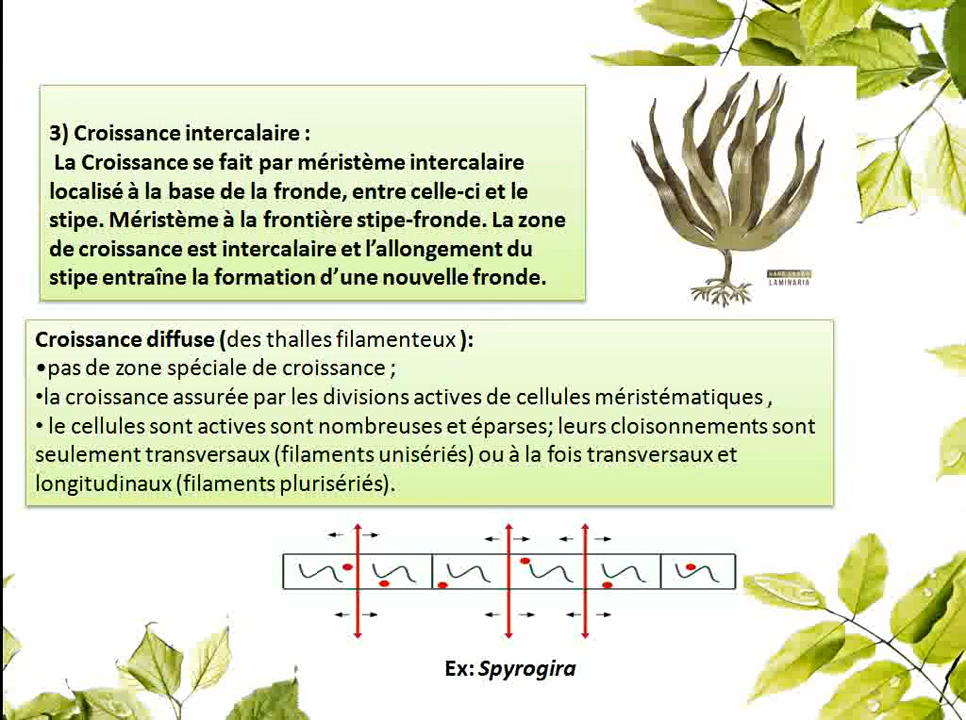 3) Croissance intercalaire :
La Croissance se fait par méristème intercalaire
localisé à la base de la fronde, entre celle-ci et le
stipe. Méristème à la frontière stipe-fronde. La zone
de croissance est intercalaire et l'allongement du
stipe entraîne la formation d'une nouvelle fronde.
LAMINARIA
Croissance diffuse (des thalles filamenteux ):
•pas de zone spéciale de croissance ;
•la croissance assurée par les divisions actives de cellules méristématiques ,
• le cellules sont actives sont nombreuses et éparses; leurs cloisonnements sont
seulement transversaux (filaments unisériés) ou à la fois transversaux et
longitudinaux (filaments plurisériés).
Ex: Spyrogira